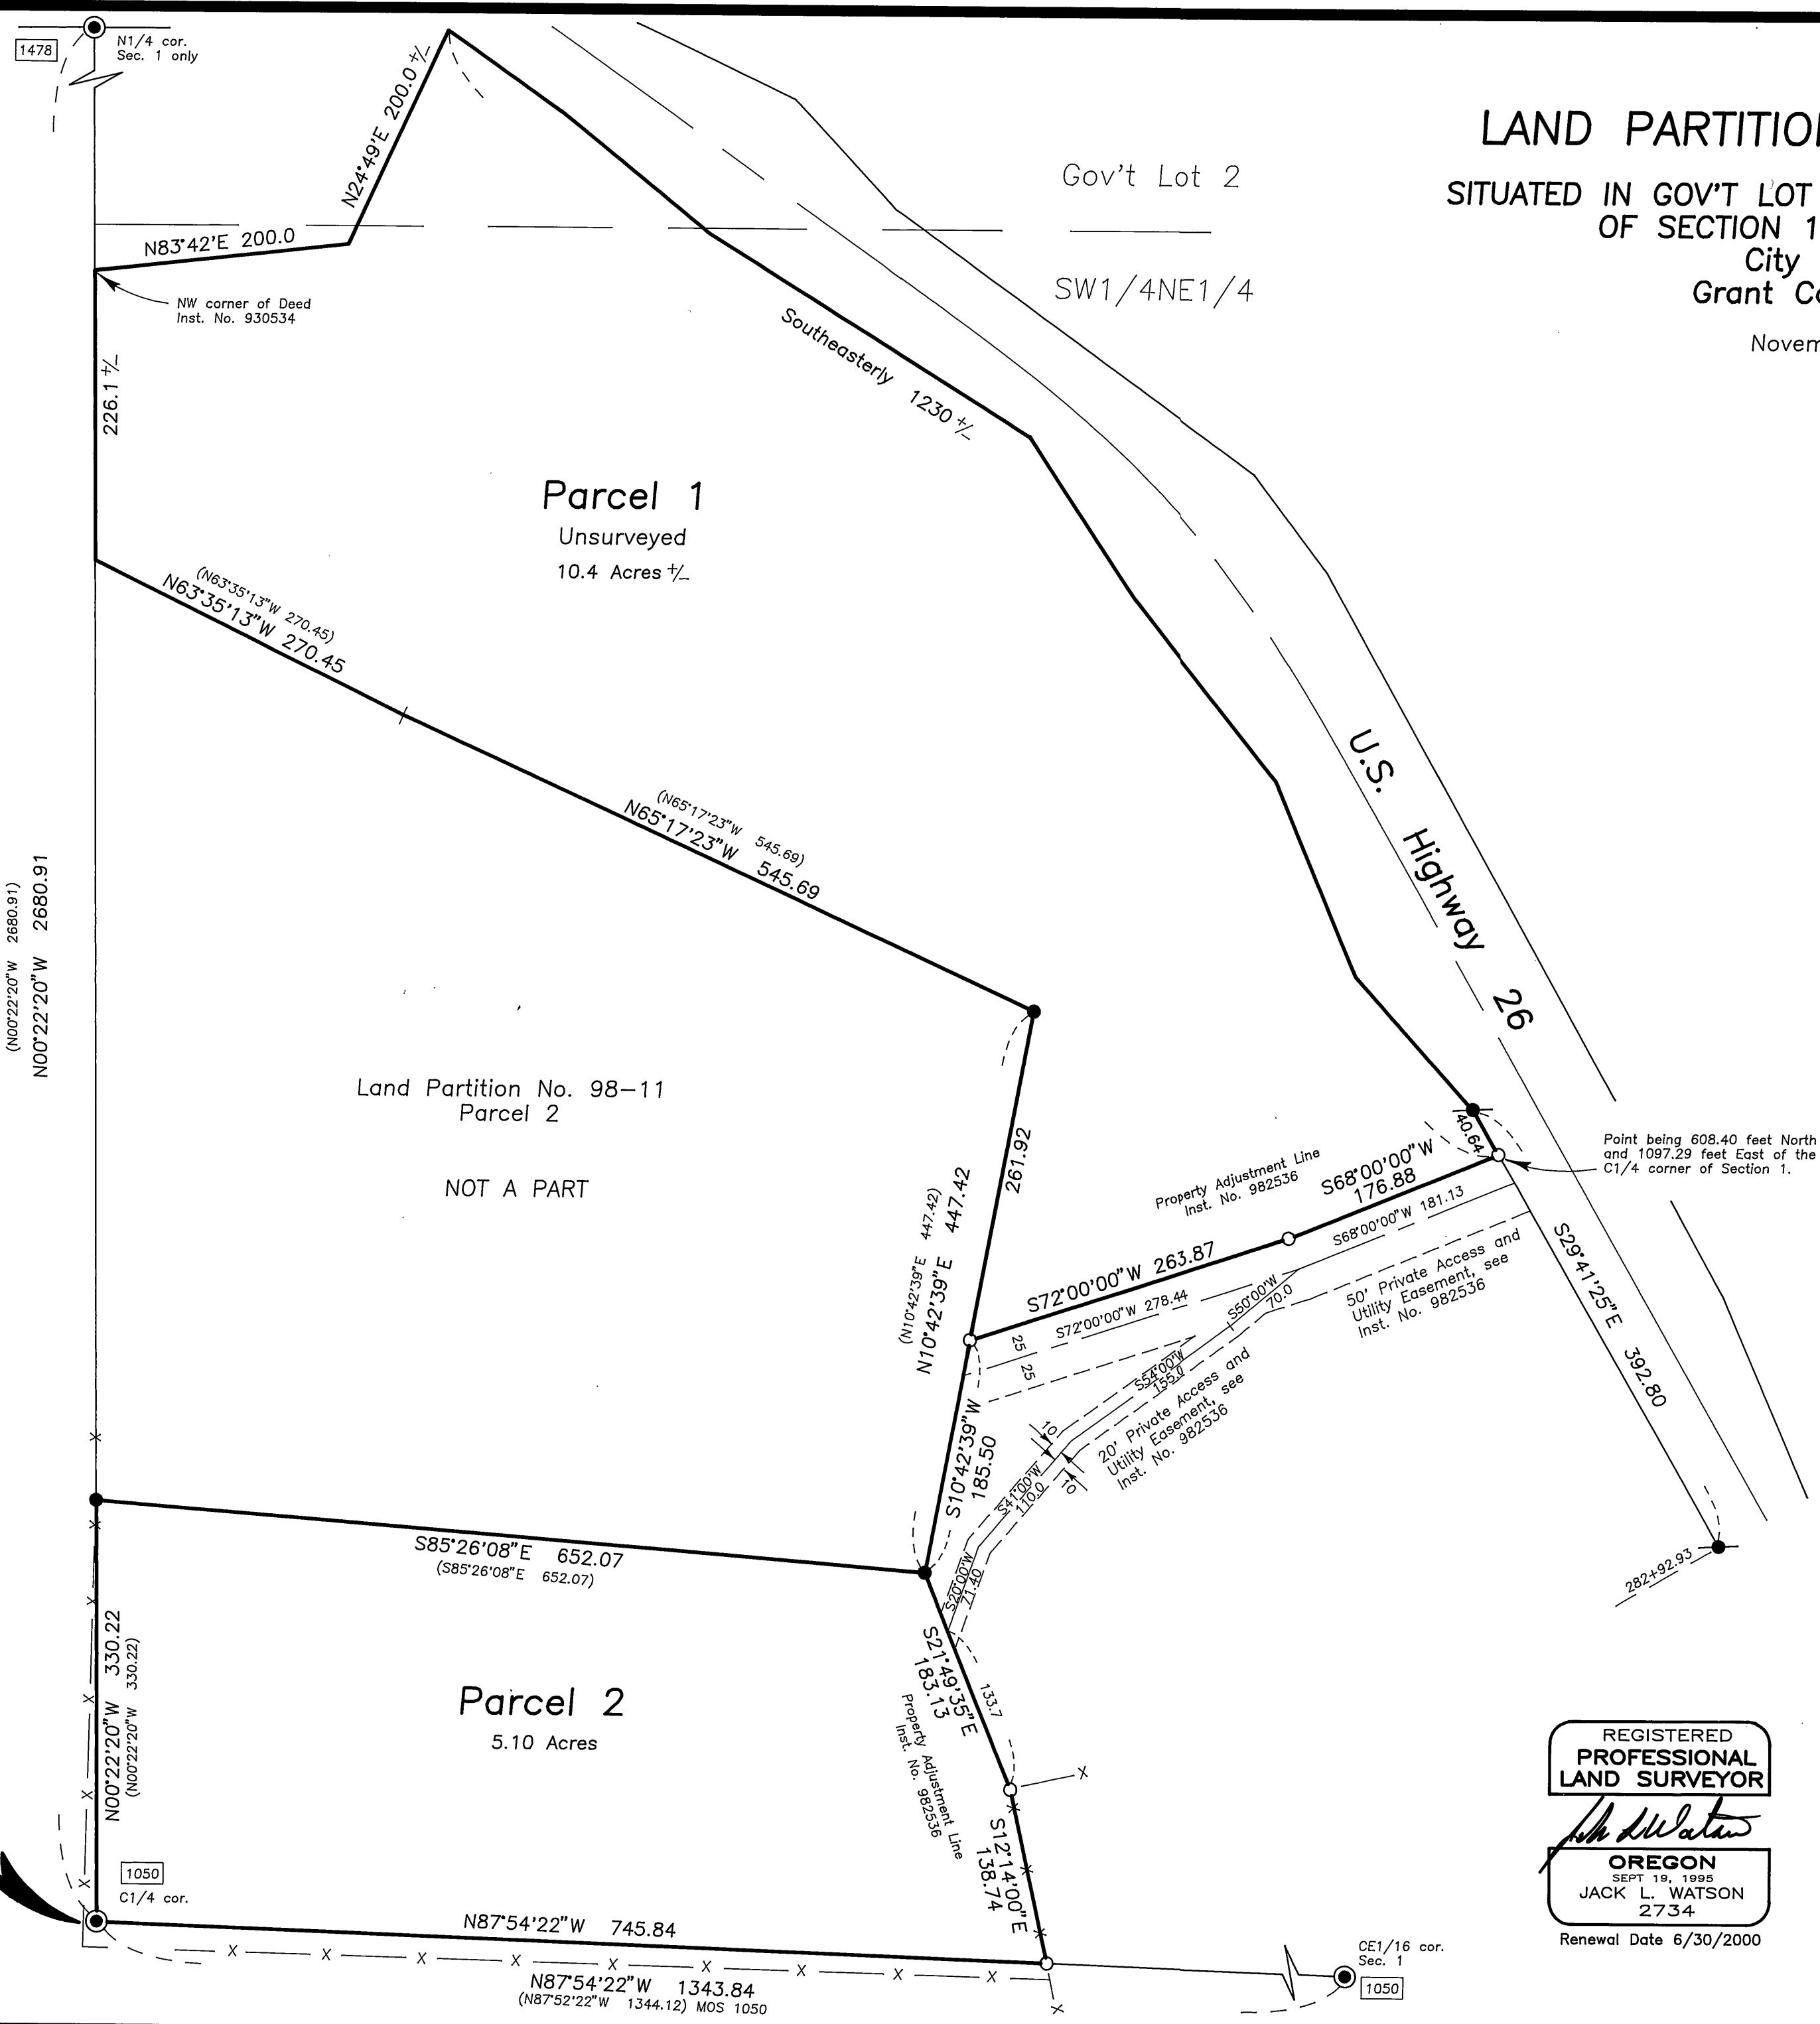 1478
N1/4 cor.
Sec. 1 only
N24°49'E 200.0 +/-
N83°42'E 200.0
NW corner of Deed
Inst. No. 930534
226.1 +/-
Gov't Lot 2
SW1/4NE1/4
LAND PARTITION
SITUATED IN GOV'T LOT
OF SECTION 1
City
Grant Co
Novem
Southeasterly 1230 +/-
Parcel 1
Unsurveyed
10.4 Acres +/-
(N63°35'13"W 270.45)
N63°35'13"W 270.45
(N65°17'23"W 545.69)
N65°17'23"W 545.69
U.S. Highway 26
(N00°22'20"W 2680.91)
N00°22'20"W 2680.91
Land Partition No. 98-11
Parcel 2
NOT A PART
261.92
(N10°42'39"E 447.42)
N10°42'39"E 447.42
40.64
Point being 608.40 feet North
and 1097.29 feet East of the
C1/4 corner of Section 1.
Property Adjustment Line
Inst. No. 982536
S68°00'00"W
176.88
S68°00'00"W 181.13
S72°00'00"W 263.87
S72°00'00"W 278.44
25
25
S50°00'W
70.0
50' Private Access and
Utility Easement, see
Inst. No. 982536
S29°41'25"E 392.80
S54°00'W
155.0
20' Private Access and
Utility Easement, see
Inst. No. 982536
10
10
S41°00'W
110.0
S20°00'W
71.40
S10°42'39"W
185.50
282+92.93
S85°26'08"E 652.07
(S85°26'08"E 652.07)
N00°22'20"W 330.22
(N00°22'20"W 330.22)
Parcel 2
5.10 Acres
S21°49'35"E
183.13
133.7
Property Adjustment Line
Inst. No. 982536
S12°14'00"E
138.74
1050
C1/4 cor.
N87°54'22"W 745.84
N87°54'22"W 1343.84
(N87°52'22"W 1344.12) MOS 1050
CE1/16 cor.
Sec. 1
1050
REGISTERED
PROFESSIONAL
LAND SURVEYOR
OREGON
SEPT 19, 1995
JACK L. WATSON
2734
Renewal Date 6/30/2000